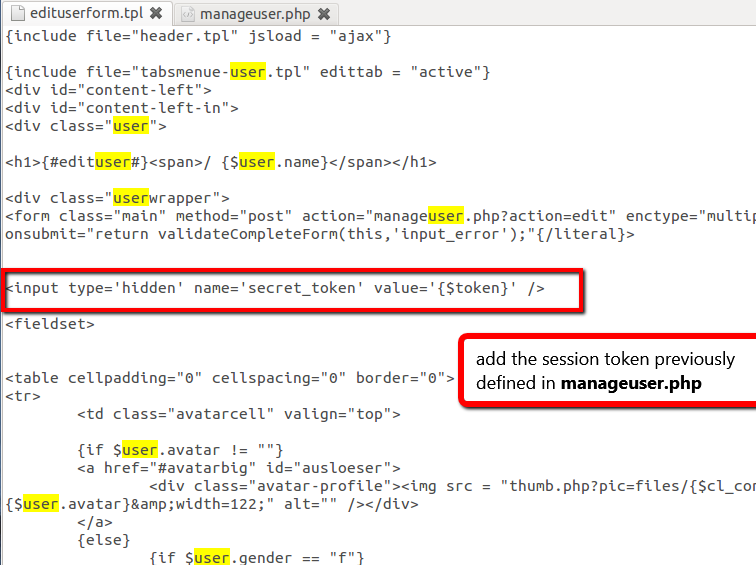 edituserform.tpl ✖ manageuser.php ✖
{include file="header.tpl" jsload = "ajax"}
{include file="tabsmenue-user.tpl" edittab = "active"}
<div id="content-left">
<div id="content-left-in">
<div class="user">
<h1>{#edituser#}<span>/ {$user.name}</span></h1>
<div class="userwrapper">
<form class="main" method="post" action="manageuser.php?action=edit" enctype="multip
onsubmit="return validateCompleteForm(this,'input_error');"{/literal}>
<input type='hidden' name='secret_token' value='{$token}' />
<fieldset>
add the session token previously
defined in manageuser.php
<table cellpadding="0" cellspacing="0" border="0">
<tr>
<td class="avatarcell" valign="top">
{if $user.avatar != ""}
<a href="#avatarbig" id="ausloeser">
<div class="avatar-profile"><img src = "thumb.php?pic=files/{$cl_con
{$user.avatar}&amp;width=122;" alt="" /></div>
</a>
{else}
{if $user.gender == "f"}